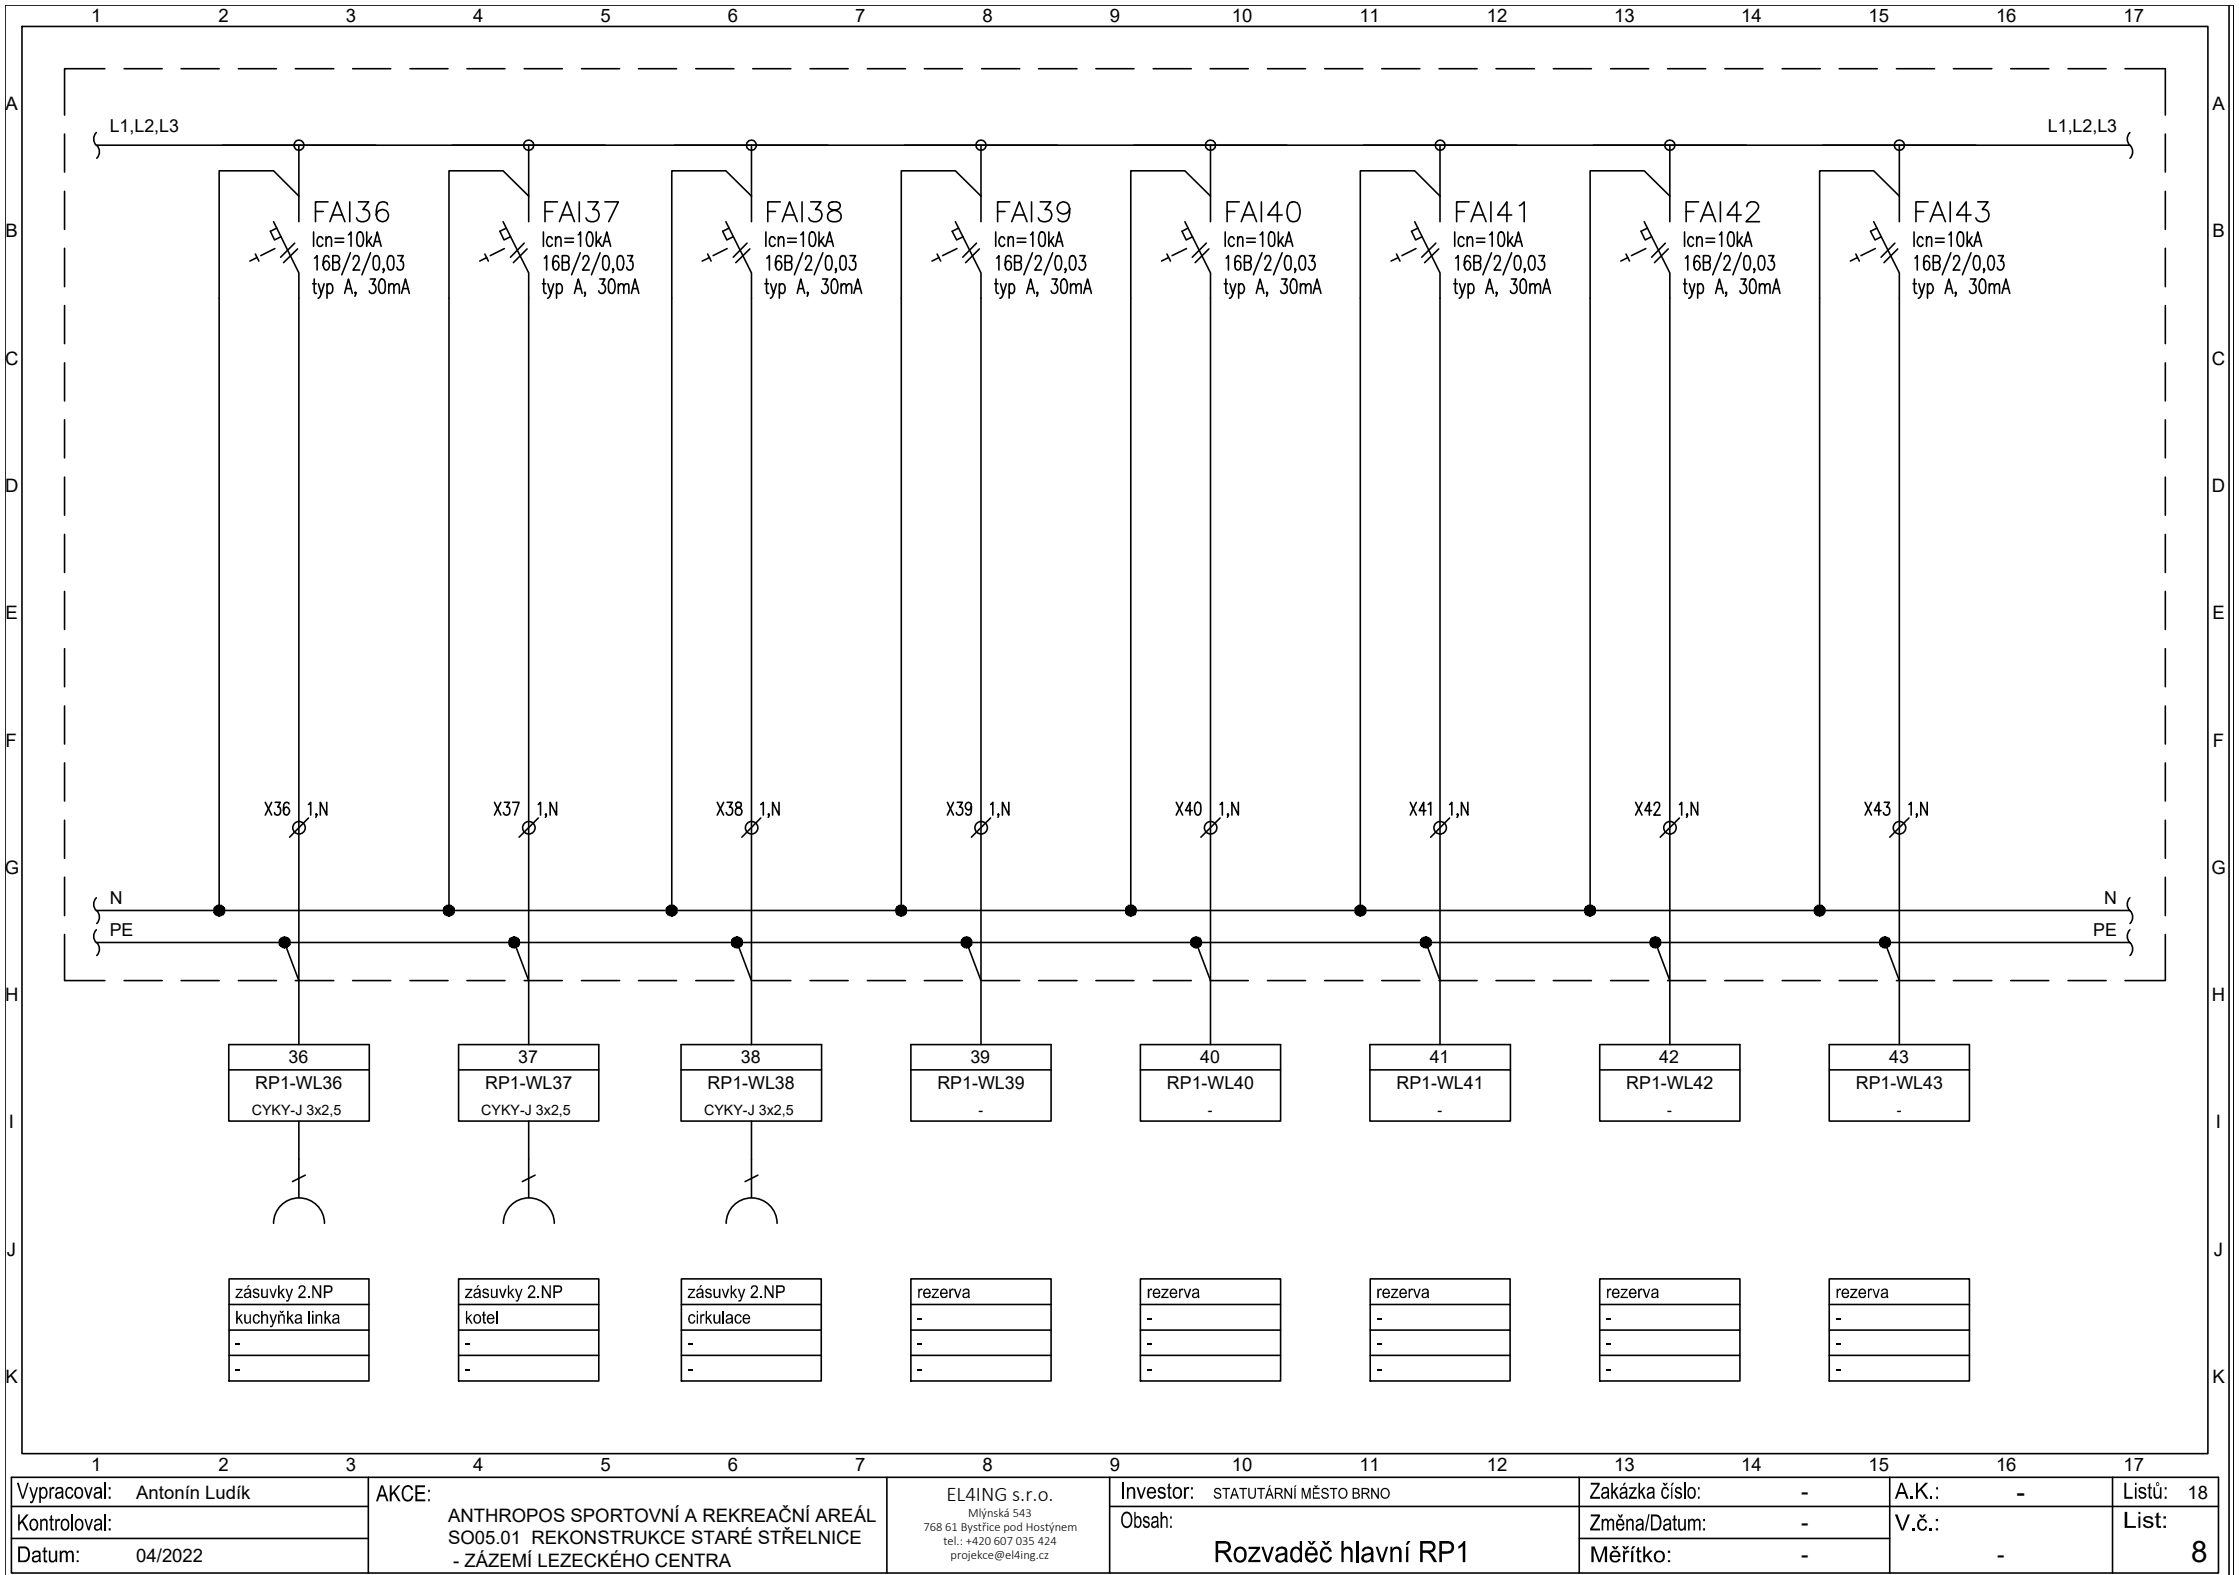 1 2 3 4 5 6 7 8 9 10 11 12 13 14 15 16 17
A A
L1,L2,L3 L1,L2,L3
FAI36 FAI37 FAI38 FAI39 FAI40 FAI41 FAI42 FAI43
B B
Icn=10kA Icn=10kA Icn=10kA Icn=10kA Icn=10kA Icn=10kA Icn=10kA Icn=10kA
16B/2/0,03 16B/2/0,03 16B/2/0,03 16B/2/0,03 16B/2/0,03 16B/2/0,03 16B/2/0,03 16B/2/0,03
typ A, 30mA typ A, 30mA typ A, 30mA typ A, 30mA typ A, 30mA typ A, 30mA typ A, 30mA typ A, 30mA
C C
D D
E E
F F
X36 1,N X37 1,N X38 1,N X39 1,N X40 1,N X41 1,N X42 1,N X43 1,N
G G
N N
PE PE
H H
36 37 38 39 40 41 42 43
RP1-WL36 RP1-WL37 RP1-WL38 RP1-WL39 RP1-WL40 RP1-WL41 RP1-WL42 RP1-WL43
CYKY-J 3x2,5 CYKY-J 3x2,5 CYKY-J 3x2,5 - - - - -
I I
J J
zásuvky 2.NP zásuvky 2.NP zásuvky 2.NP rezerva rezerva rezerva rezerva rezerva
kuchyňka linka kotel cirkulace - - - - -
- - - - - - - -
- - - - - - - -
K K
1 2 3 4 5 6 7 8 9 10 11 12 13 14 15 16 17
Vypracoval: Antonín Ludík
Kontroloval:
Datum: 04/2022
AKCE:
ANTHROPOS SPORTOVNÍ A REKREAČNÍ AREÁL
SO05.01 REKONSTRUKCE STARÉ STŘELNICE
- ZÁZEMÍ LEZECKÉHO CENTRA
EL4ING s.r.o.
Mlýnská 543
768 61 Bystřice pod Hostýnem
tel.: +420 607 035 424
projekce@el4ing.cz
Investor: STATUTÁRNÍ MĚSTO BRNO
Obsah:
Rozvaděč hlavní RP1
Zakázka číslo: -
Změna/Datum: -
Měřítko: -
A.K.: -
V.č.:
-
Listů: 18
List:
8